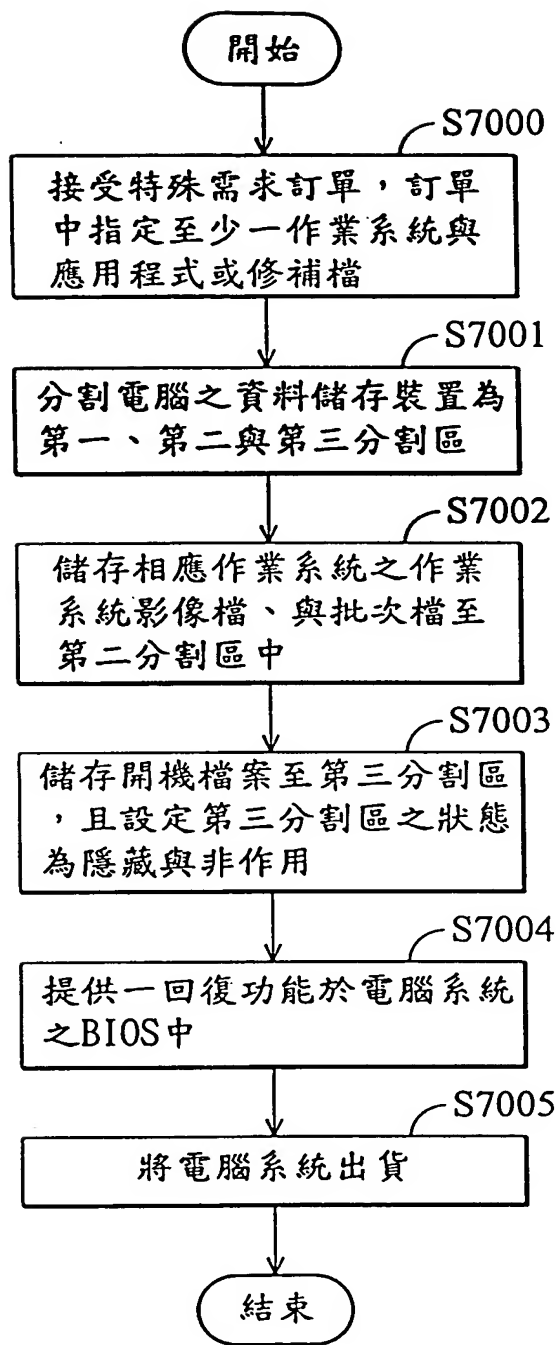 開始
S7000
接受特殊需求訂單，訂單
中指定至少一作業系統與
應用程式或修補檔
S7001
分割電腦之資料儲存裝置為
第一、第二與第三分割區
S7002
儲存相應作業系統之作業
系統影像檔、與批次檔至
第二分割區中
S7003
儲存開機檔案至第三分割區
，且設定第三分割區之狀態
為隱藏與非作用
S7004
提供一回復功能於電腦系統
之BIOS中
S7005
將電腦系統出貨
結束